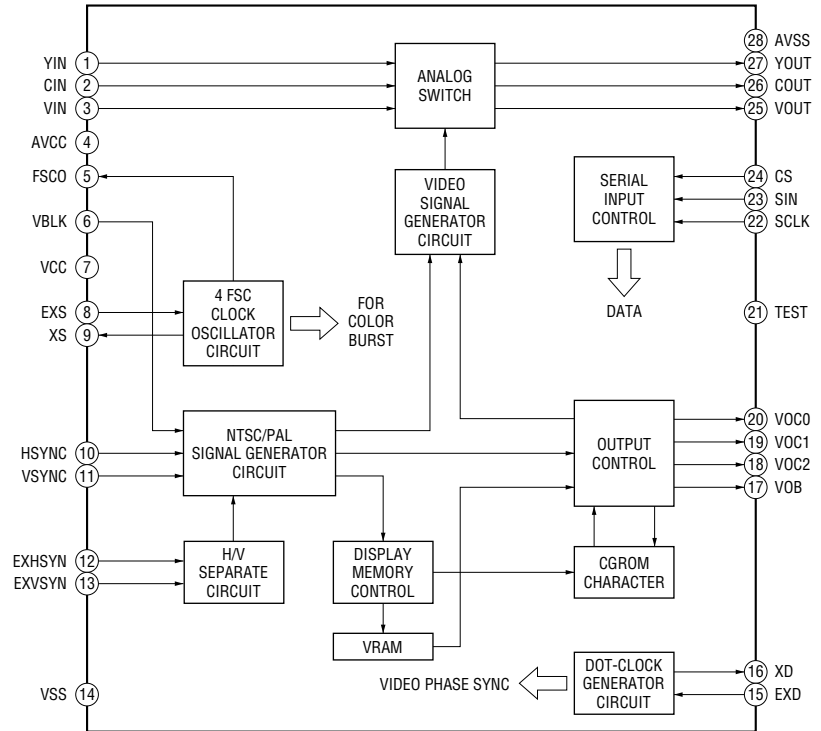 YIN 1
CIN 2
VIN 3
AVCC 4
FSCO 5
VBLK 6
VCC 7
EXS 8
XS 9
HSYNC 10
VSYNC 11
EXHSYN 12
EXVSYN 13
VSS 14
ANALOG
SWITCH
VIDEO
SIGNAL
GENERATOR
CIRCUIT
SERIAL
INPUT
CONTROL
DATA
4 FSC
CLOCK
OSCILLATOR
CIRCUIT
FOR
COLOR
BURST
NTSC/PAL
SIGNAL GENERATOR
CIRCUIT
OUTPUT
CONTROL
H/V
SEPARATE
CIRCUIT
DISPLAY
MEMORY
CONTROL
CGROM
CHARACTER
VRAM
VIDEO PHASE SYNC
DOT-CLOCK
GENERATOR
CIRCUIT
28 AVSS
27 YOUT
26 COUT
25 VOUT
24 CS
23 SIN
22 SCLK
21 TEST
20 VOC0
19 VOC1
18 VOC2
17 VOB
16 XD
15 EXD